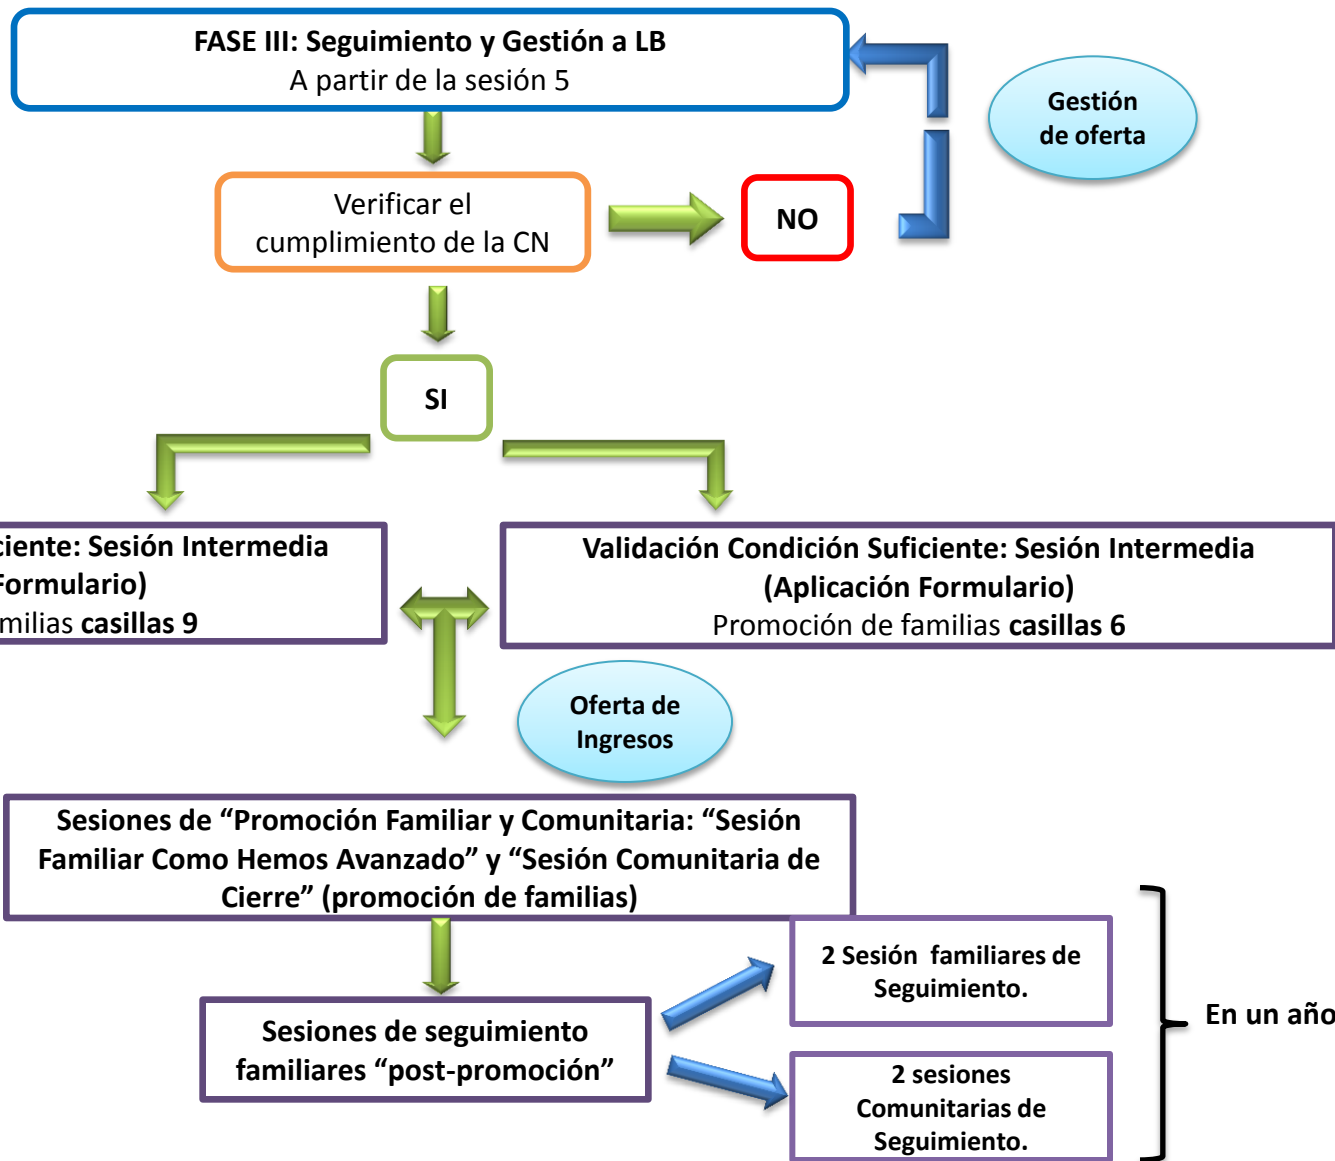 FASE III: Seguimiento y Gestión a LB
A partir de la sesión 5
Gestión
de oferta
Verificar el
cumplimiento de la CN
NO
SI
ciente: Sesión Intermedia
Formulario)
milias casillas 9
Validación Condición Suficiente: Sesión Intermedia
(Aplicación Formulario)
Promoción de familias casillas 6
Oferta de
Ingresos
Sesiones de “Promoción Familiar y Comunitaria: “Sesión
Familiar Como Hemos Avanzado” y “Sesión Comunitaria de
Cierre” (promoción de familias)
2 Sesión familiares de
Seguimiento.
En un año
Sesiones de seguimiento
familiares “post-promoción”
2 sesiones
Comunitarias de
Seguimiento.